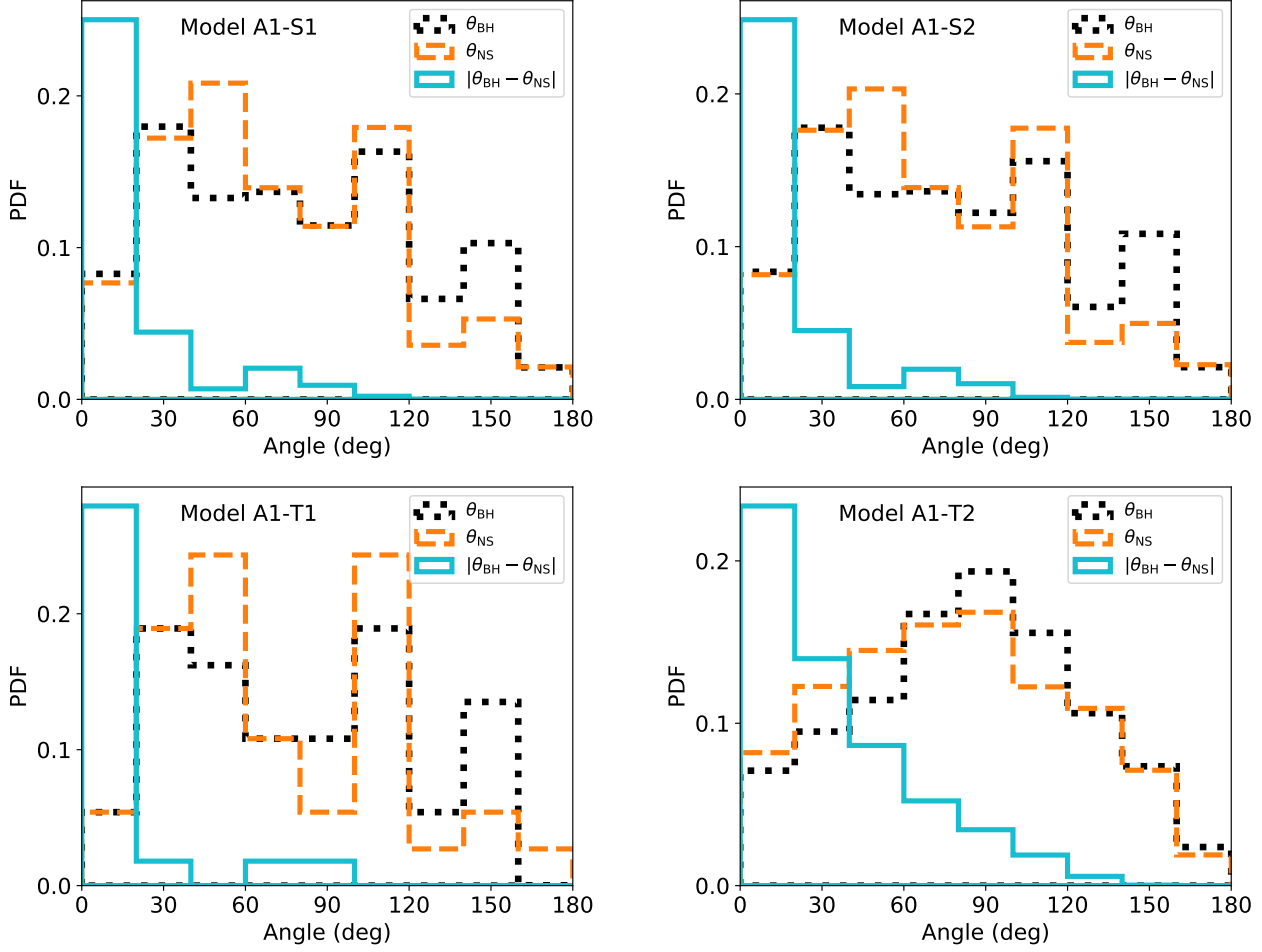 Model A1-S1
θBH
θNS
|θBH − θNS|
PDF
0.2
0.1
0.0
0 30 60 90 120 150 180
Angle (deg)
Model A1-S2
θBH
θNS
|θBH − θNS|
PDF
0.2
0.1
0.0
0 30 60 90 120 150 180
Angle (deg)
Model A1-T1
θBH
θNS
|θBH − θNS|
PDF
0.2
0.1
0.0
0 30 60 90 120 150 180
Angle (deg)
Model A1-T2
θBH
θNS
|θBH − θNS|
PDF
0.2
0.1
0.0
0 30 60 90 120 150 180
Angle (deg)